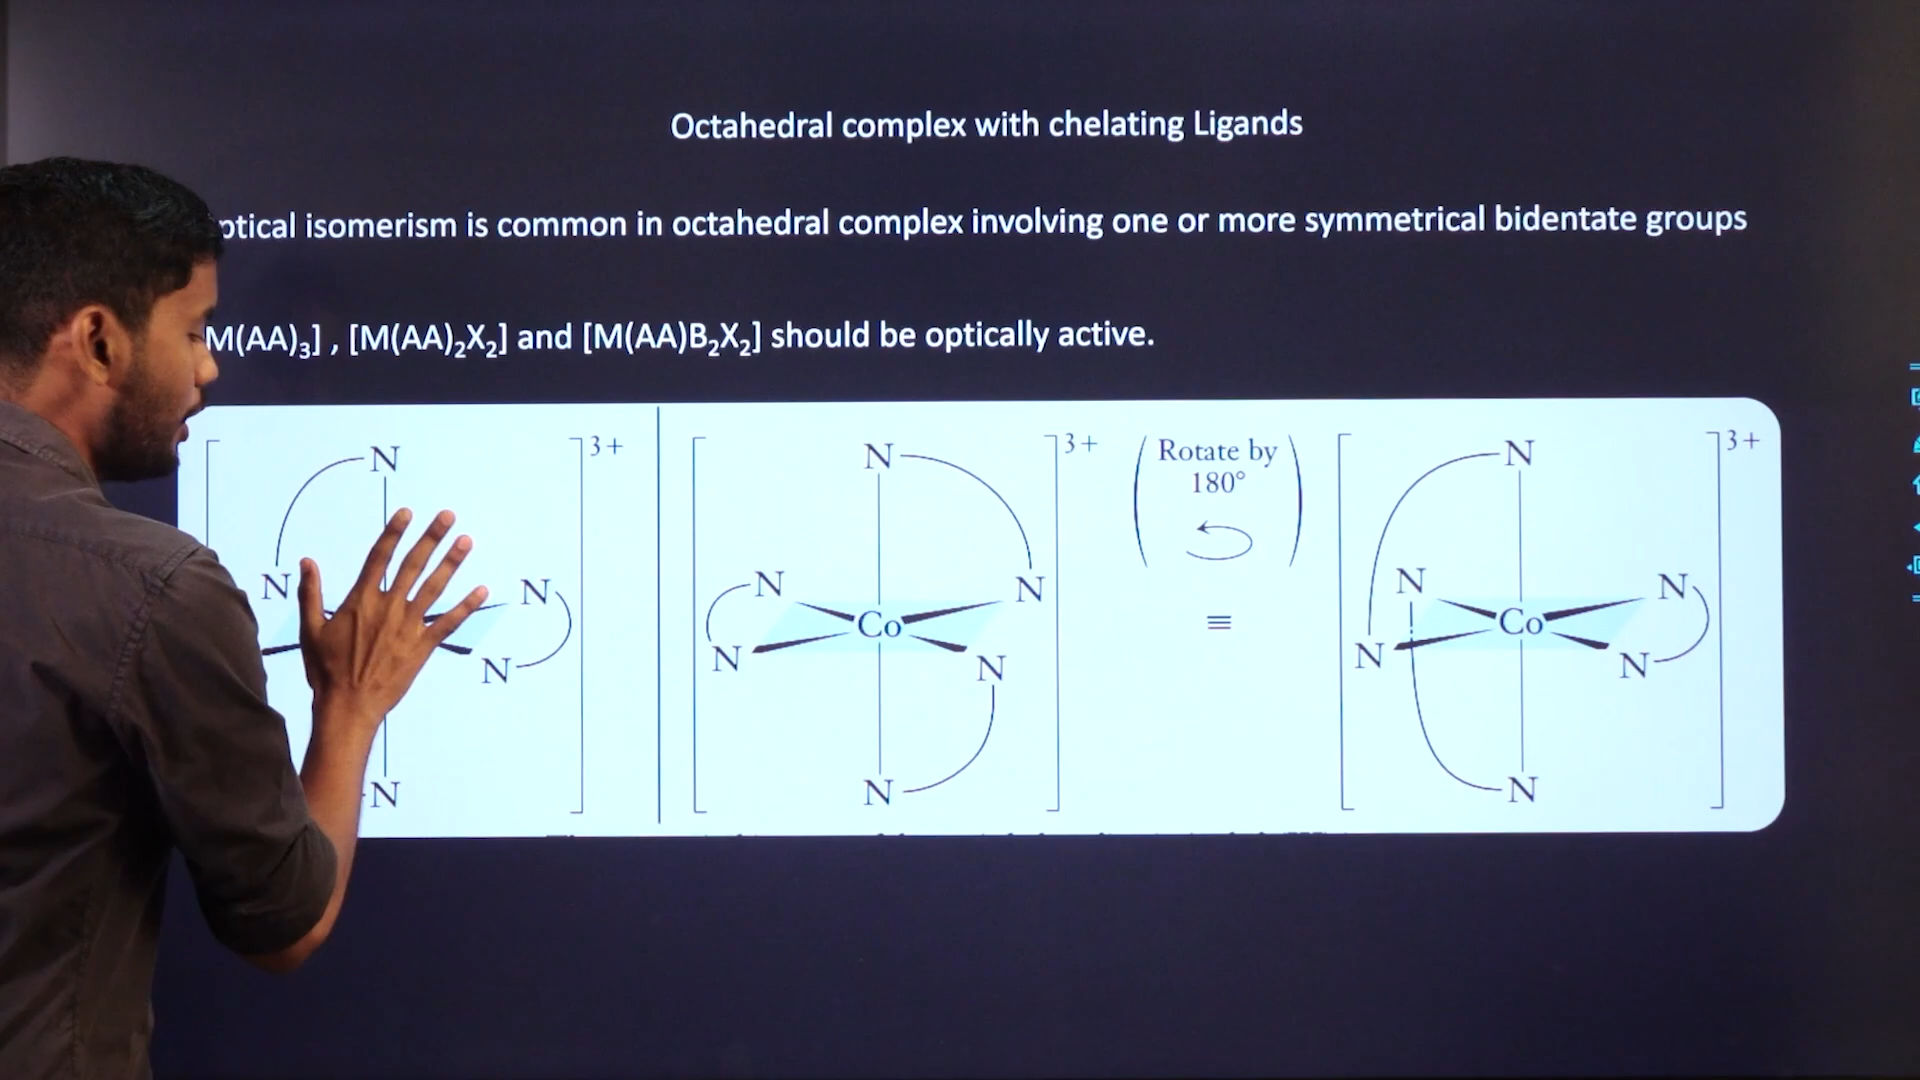 Octahedral complex with chelating Ligands
ptical isomerism is common in octahedral complex involving one or more symmetrical bidentate groups
M(AA)₃] , [M(AA)₂X₂] and [M(AA)B₂X₂] should be optically active.
N N N N N 3+
N N N Co N N N 3+
(Rotate by 180°)
≡
N N N Co N N N 3+